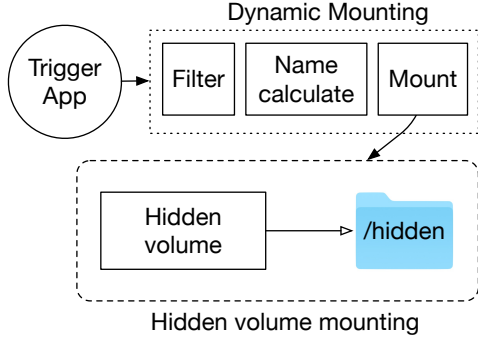 Dynamic Mounting
Trigger
App
Filter
Name
calculate
Mount
Hidden
volume
/hidden
Hidden volume mounting